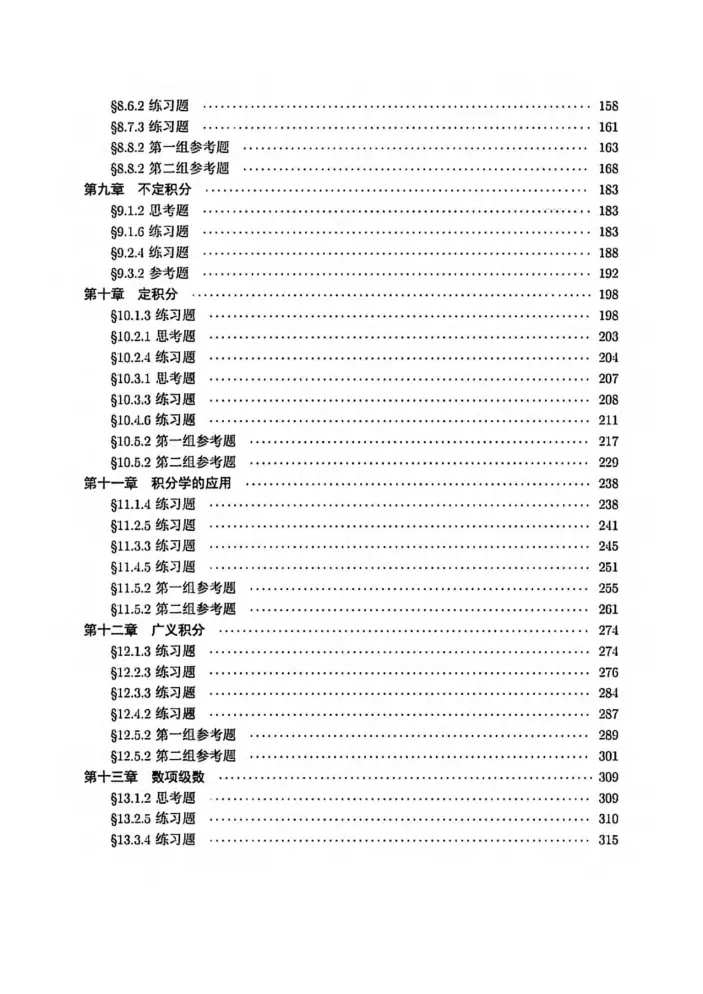 §8.6.2 练习题 ································ 158
§8.7.3 练习题 ································ 161
§8.8.2 第一组参考题 ································ 163
§8.8.2 第二组参考题 ································ 168
第九章 不定积分 ································ 183
§9.1.2 思考题 ································ 183
§9.1.6 练习题 ································ 183
§9.2.4 练习题 ································ 188
§9.3.2 参考题 ································ 192
第十章 定积分 ································ 198
§10.1.3 练习题 ································ 198
§10.2.1 思考题 ································ 203
§10.2.4 练习题 ································ 204
§10.3.1 思考题 ································ 207
§10.3.3 练习题 ································ 208
§10.4.6 练习题 ································ 211
§10.5.2 第一组参考题 ································ 217
§10.5.2 第二组参考题 ································ 229
第十一章 积分学的应用 ································ 238
§11.1.4 练习题 ································ 238
§11.2.5 练习题 ································ 241
§11.3.3 练习题 ································ 245
§11.4.5 练习题 ································ 251
§11.5.2 第一组参考题 ································ 255
§11.5.2 第二组参考题 ································ 261
第十二章 广义积分 ································ 274
§12.1.3 练习题 ································ 274
§12.2.3 练习题 ································ 276
§12.3.3 练习题 ································ 284
§12.4.2 练习题 ································ 287
§12.5.2 第一组参考题 ································ 289
§12.5.2 第二组参考题 ································ 301
第十三章 数项级数 ································ 309
§13.1.2 思考题 ································ 309
§13.2.5 练习题 ································ 310
§13.3.4 练习题 ································ 315